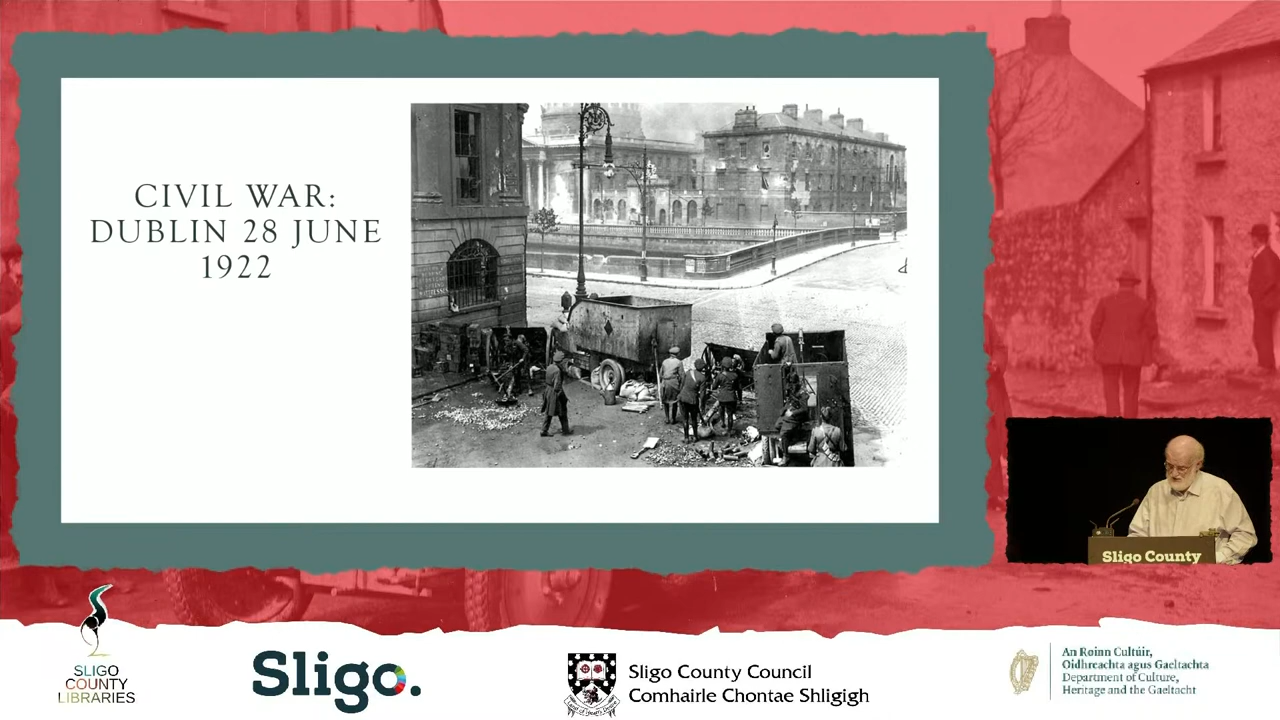 CIVIL WAR:
DUBLIN 28 JUNE
1922
Sligo County
SLIGO
COUNTY
LIBRARIES
Sligo.
Sligo County Council
Comhairle Chontae Shligigh
An Roinn Cultúir,
Oidhreachta agus Gaeltachta
Department of Culture,
Heritage and the Gaeltacht